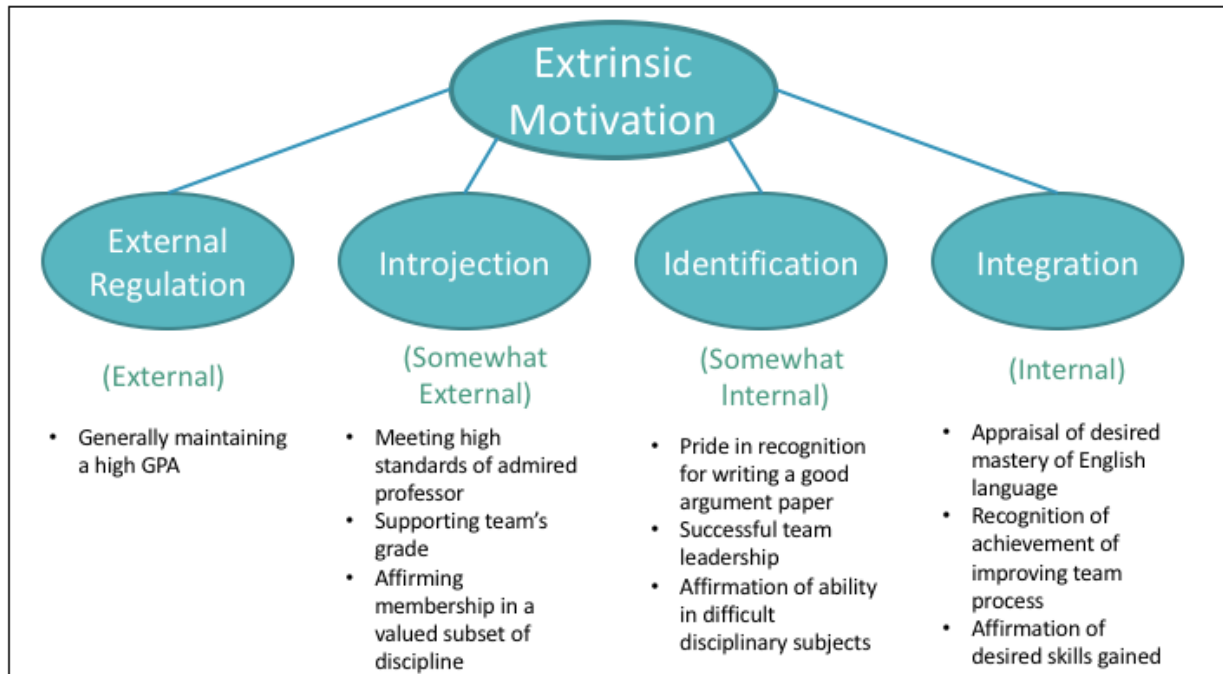 Extrinsic
Motivation
External
Regulation
Introjection
Identification
Integration
(External)
(Somewhat
External)
(Somewhat
Internal)
(Internal)
• Generally maintaining
a high GPA
• Meeting high
standards of admired
professor
• Supporting team's
grade
• Affirming
membership in a
valued subset of
discipline
• Pride in recognition
for writing a good
argument paper
• Successful team
leadership
• Affirmation of ability
in difficult
disciplinary subjects
• Appraisal of desired
mastery of English
language
• Recognition of
achievement of
improving team
process
• Affirmation of
desired skills gained